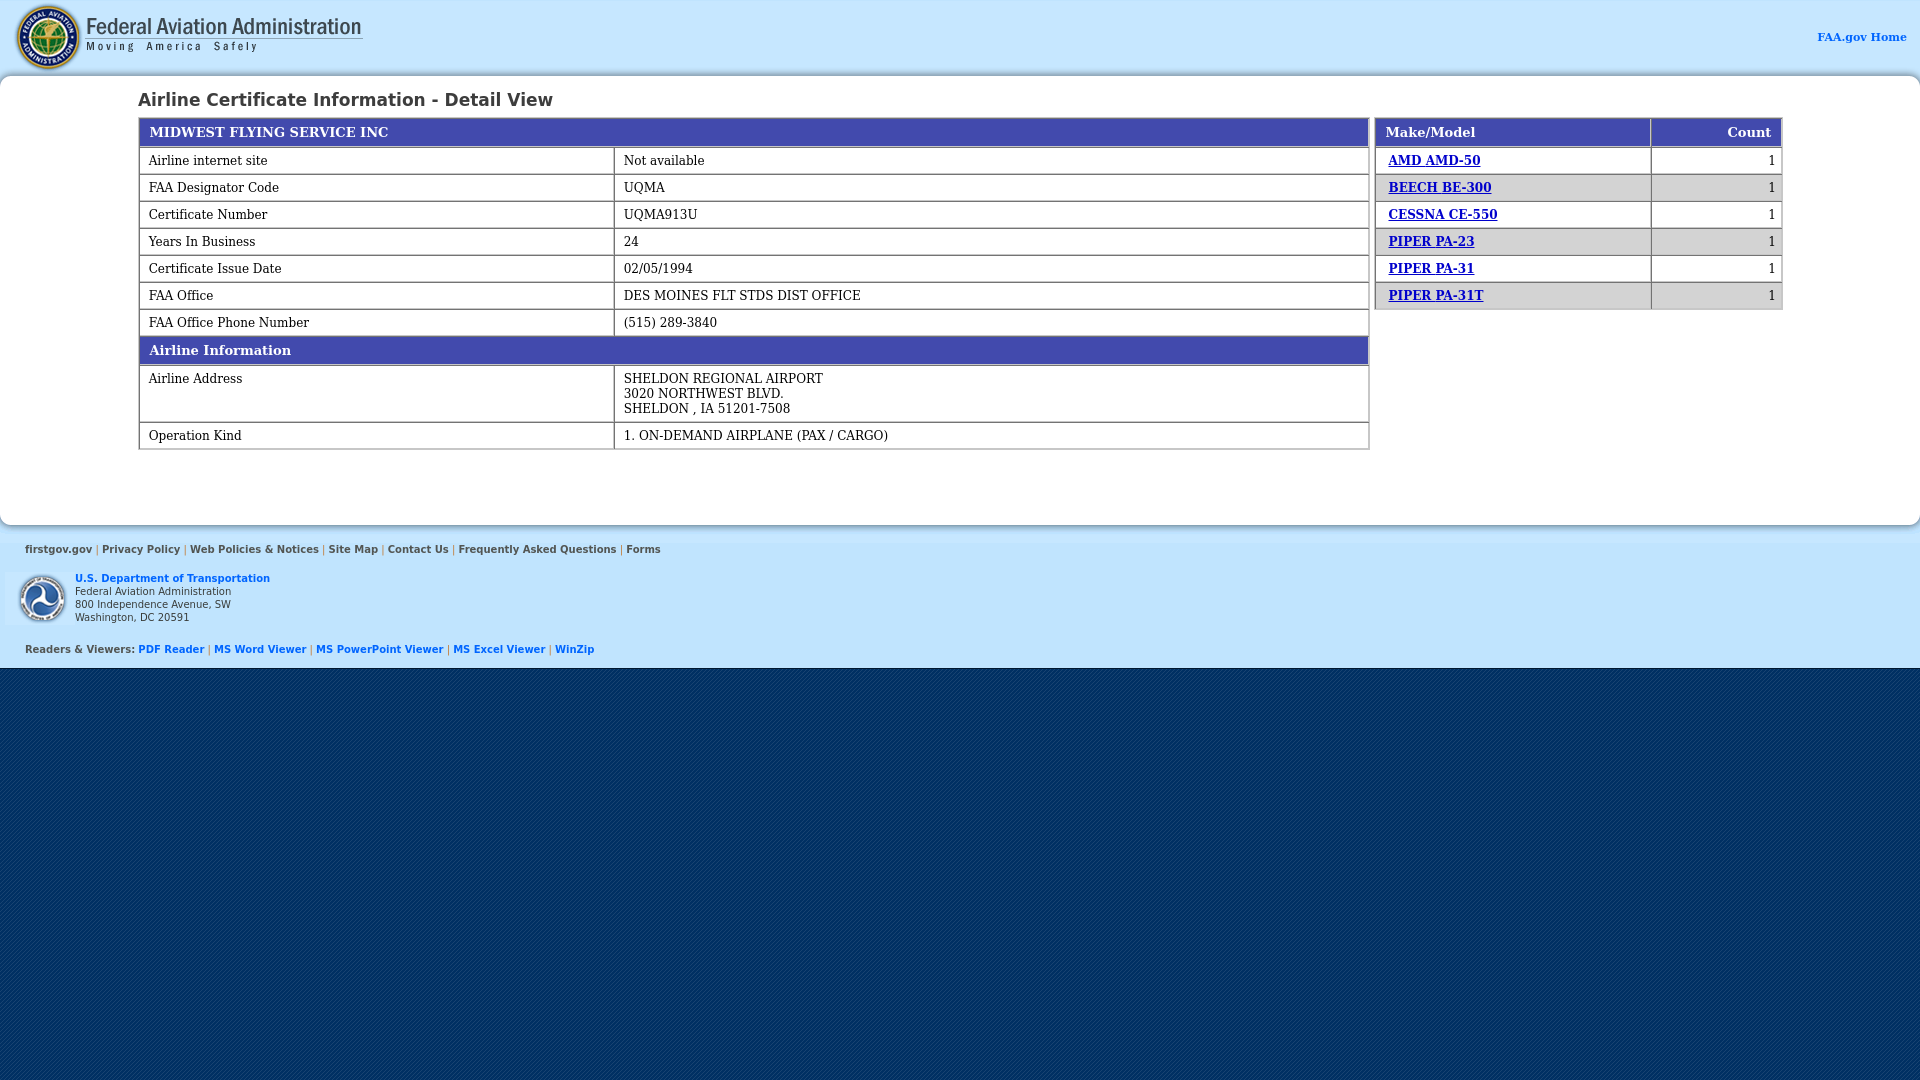 Federal Aviation Administration
Moving America Safely
FAA.gov Home
Airline Certificate Information - Detail View
MIDWEST FLYING SERVICE INC
Airline internet site Not available
FAA Designator Code UQMA
Certificate Number UQMA913U
Years In Business 24
Certificate Issue Date 02/05/1994
FAA Office DES MOINES FLT STDS DIST OFFICE
FAA Office Phone Number (515) 289-3840
Airline Information
Airline Address SHELDON REGIONAL AIRPORT
3020 NORTHWEST BLVD.
SHELDON , IA 51201-7508
Operation Kind 1. ON-DEMAND AIRPLANE (PAX / CARGO)
Make/Model Count
AMD AMD-50 1
BEECH BE-300 1
CESSNA CE-550 1
PIPER PA-23 1
PIPER PA-31 1
PIPER PA-31T 1
firstgov.gov | Privacy Policy | Web Policies & Notices | Site Map | Contact Us | Frequently Asked Questions | Forms
U.S. Department of Transportation
Federal Aviation Administration
800 Independence Avenue, SW
Washington, DC 20591
Readers & Viewers: PDF Reader | MS Word Viewer | MS PowerPoint Viewer | MS Excel Viewer | WinZip